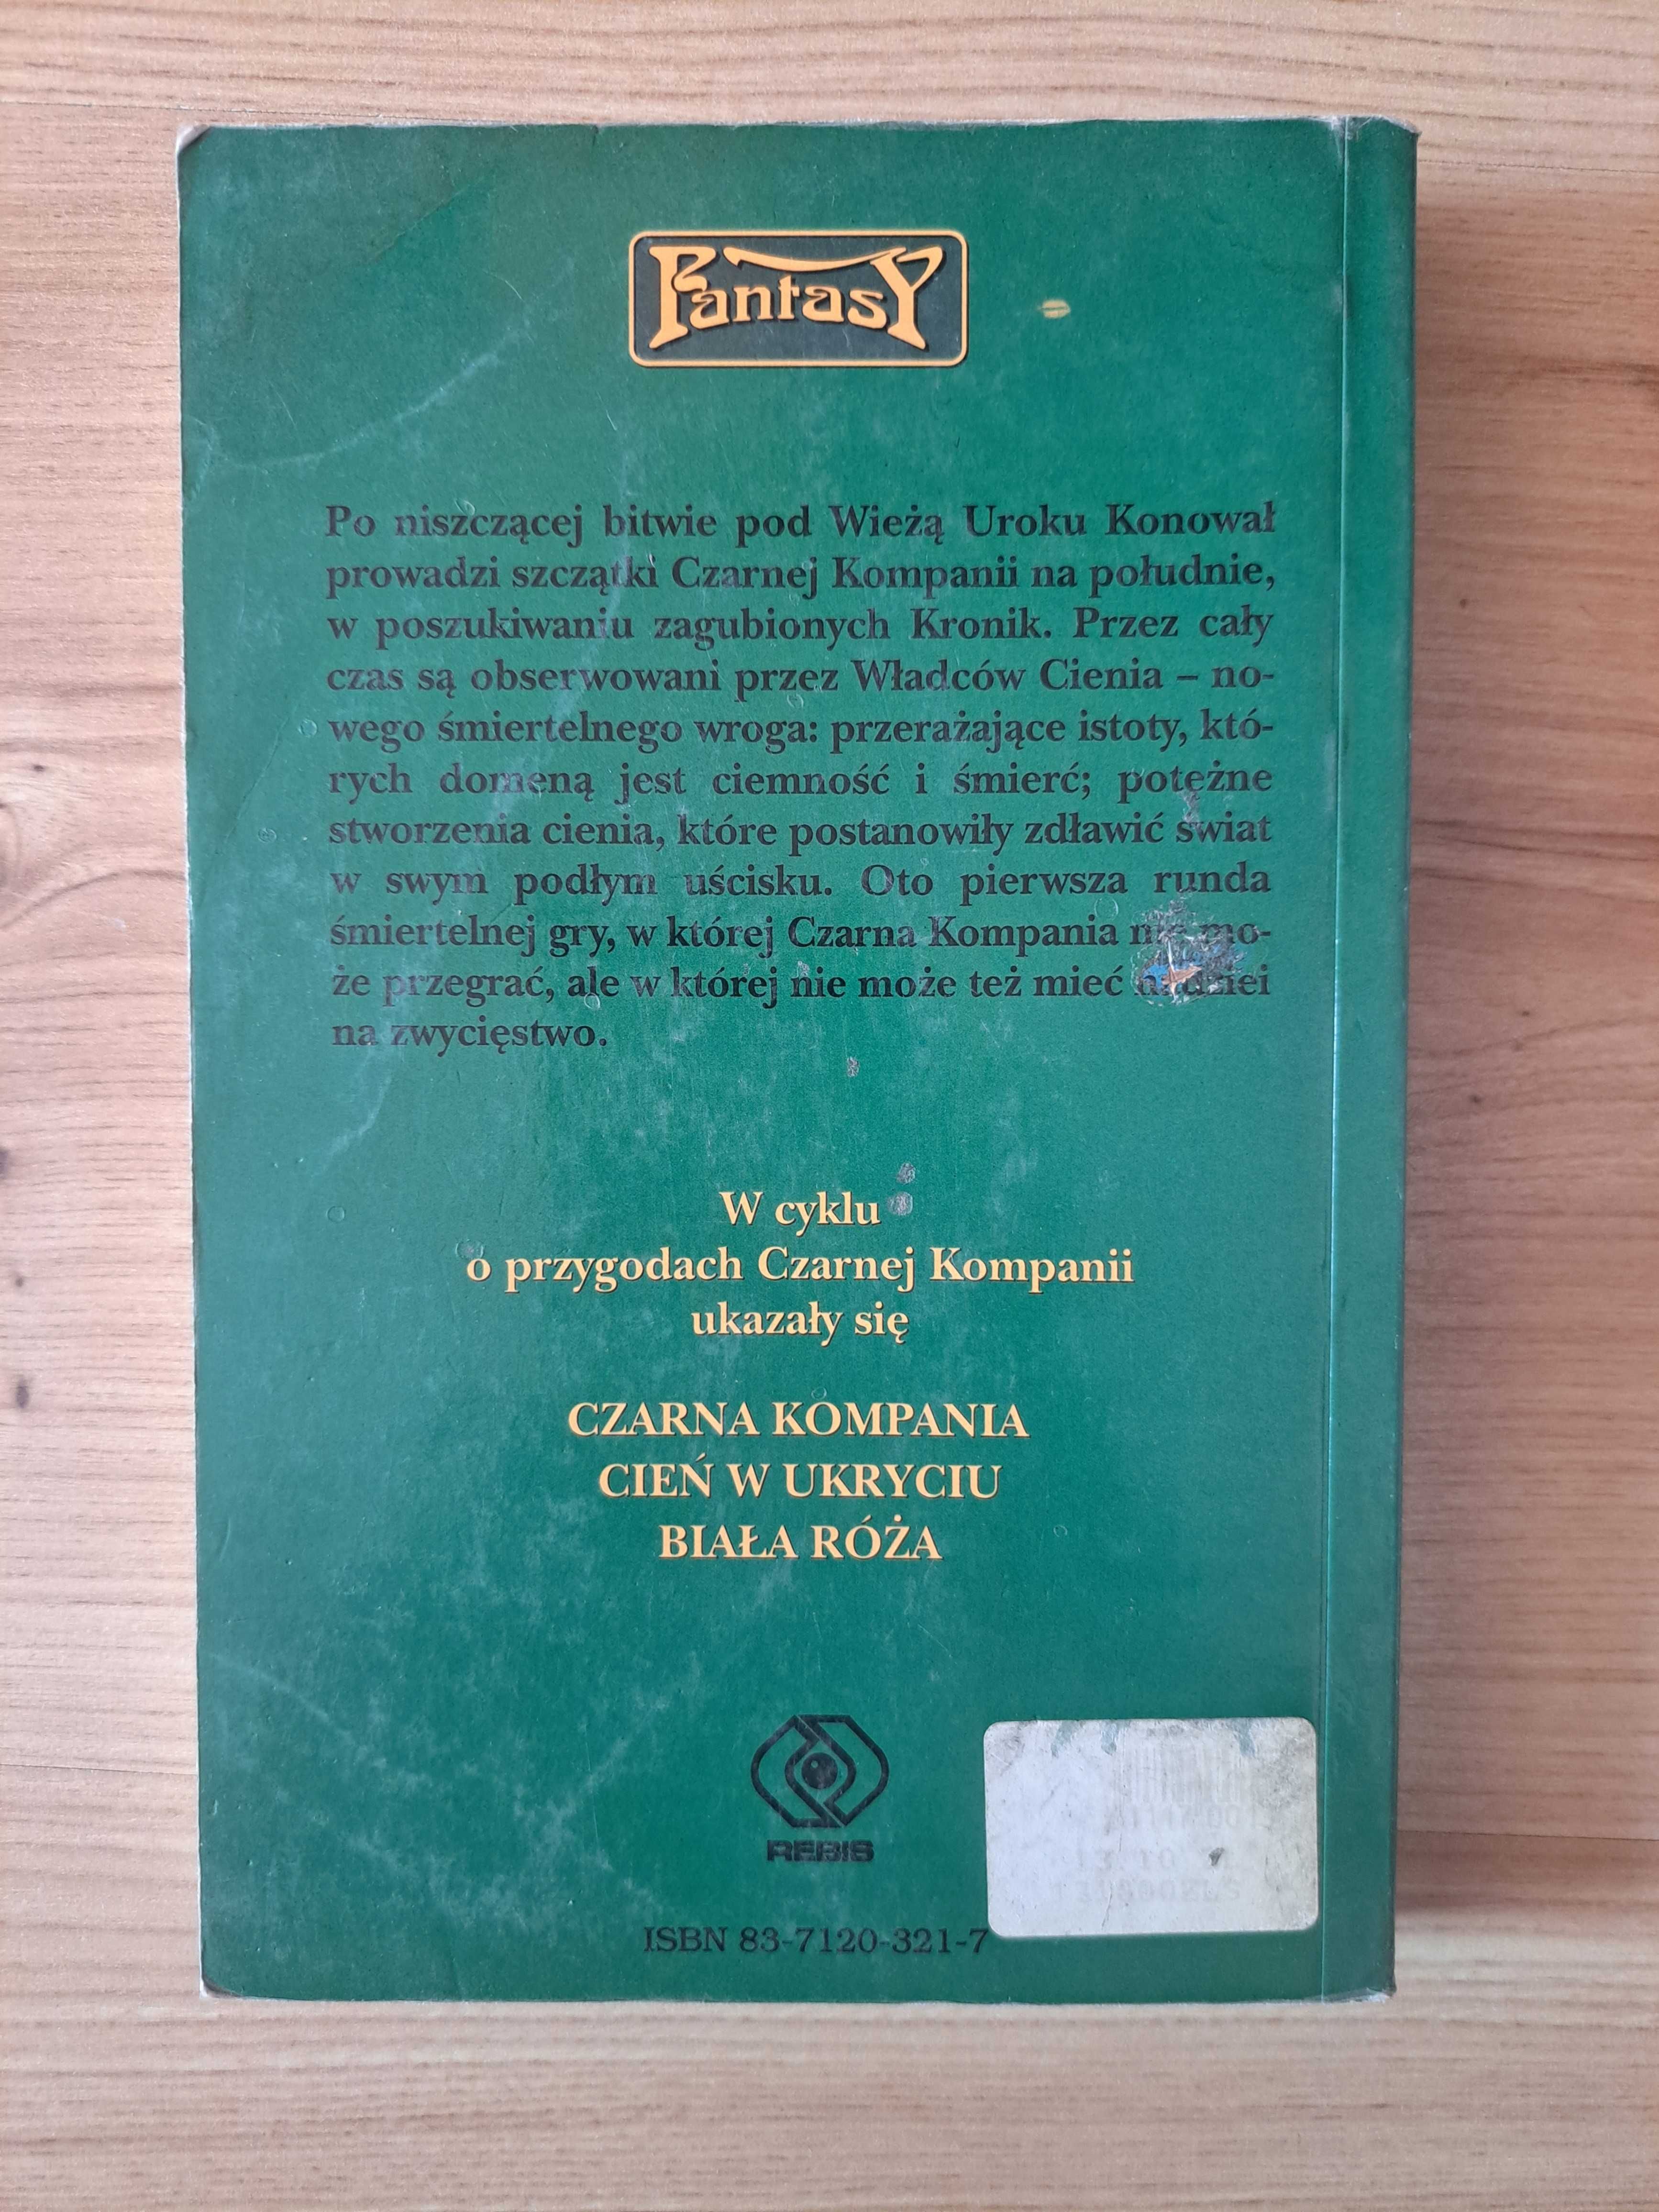 Fantasy
Po niszczącej bitwie pod Wieżą Uroku Konował
prowadzi szczątki Czarnej Kompanii na południe,
w poszukiwaniu zagubionych Kronik. Przez cały
czas są obserwowani przez Władców Cienia – no-
wego śmiertelnego wroga: przerażające istoty, któ-
rych domeną jest ciemność i śmierć; potężne
stworzenia cienia, które postanowiły zdławić świat
w swym podłym uścisku. Oto pierwsza runda
śmiertelnej gry, w której Czarna Kompania nie mo-
że przegrać, ale w której nie może też mieć nadziei
na zwycięstwo.
W cyklu
o przygodach Czarnej Kompanii
ukazały się
CZARNA KOMPANIA
CIEŃ W UKRYCIU
BIAŁA RÓŻA
REBIS
ISBN 83-7120-321-7